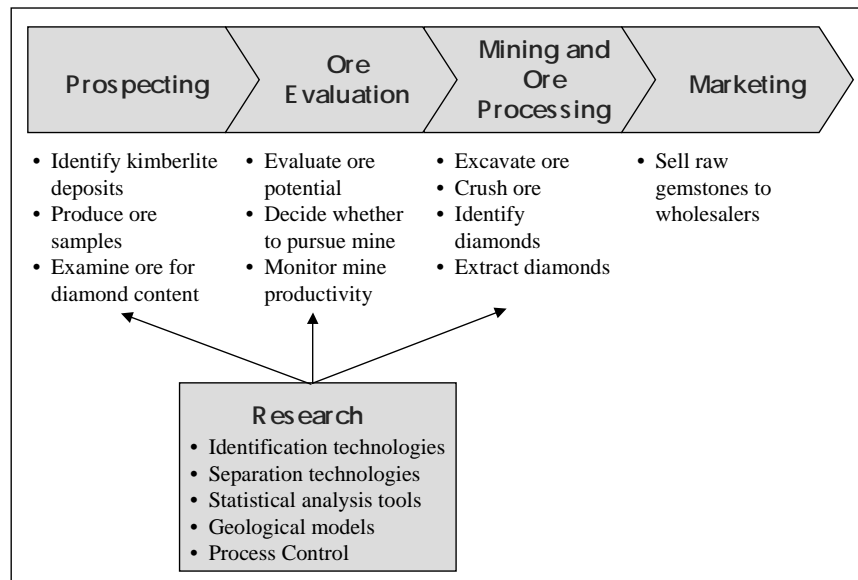 Prospecting
Ore
Evaluation
Mining and
Ore
Processing
Marketing
• Identify kimberlite
deposits
• Produce ore
samples
• Examine ore for
diamond content
• Evaluate ore
potential
• Decide whether
to pursue mine
• Monitor mine
productivity
• Excavate ore
• Crush ore
• Identify
diamonds
• Extract diamonds
• Sell raw
gemstones to
wholesalers
Research
• Identification technologies
• Separation technologies
• Statistical analysis tools
• Geological models
• Process Control